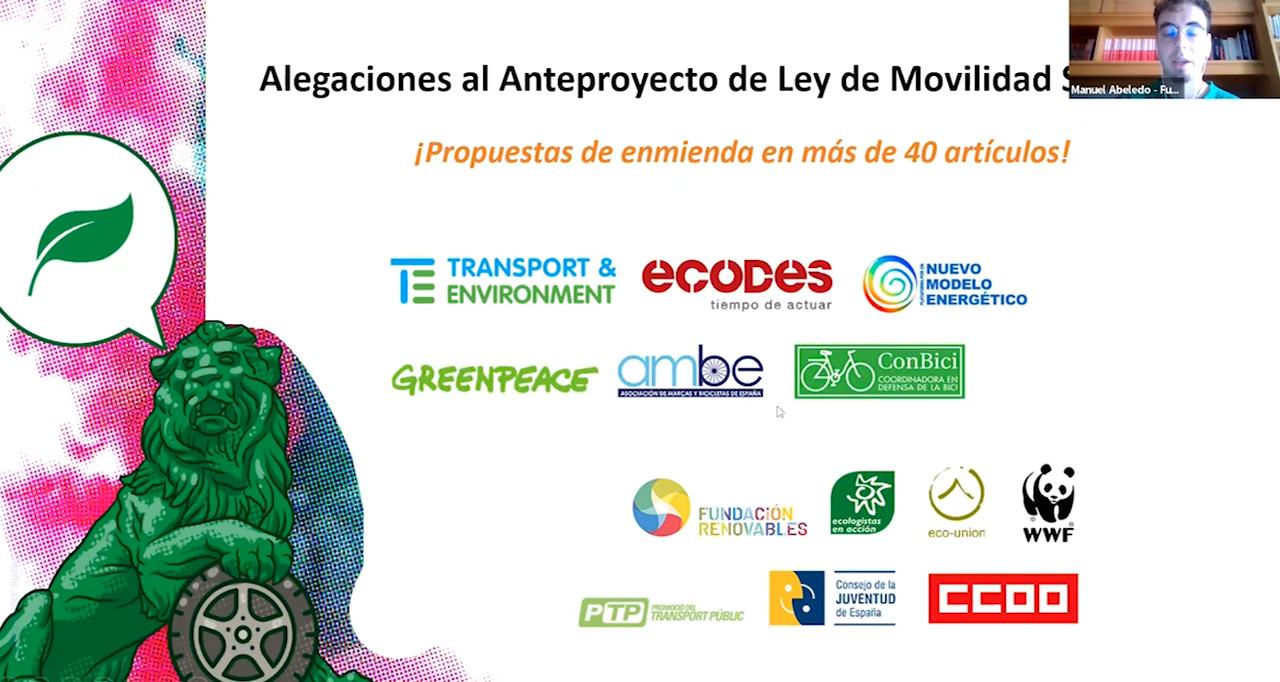 Alegaciones al Anteproyecto de Ley de Movilidad
Manuel Abeledo - Fu...
¡Propuestas de enmienda en más de 40 artículos!
TE TRANSPORT &
ENVIRONMENT
ecodes
tiempo de actuar
NUEVO
MODELO
ENERGÉTICO
GREENPEACE
ambe
ASOCIACIÓN DE MARCAS Y BICICLETAS DE ESPAÑA
ConBici
COORDINADORA EN
DEFENSA DE LA BICI
FUNDACIÓN
RENOVABLES
ecologistas
en acción
eco-union
WWF
PTP PROMOCIÓ DEL
TRANSPORT PÚBLIC
Consejo de la
JUVENTUD
de España
CCOO